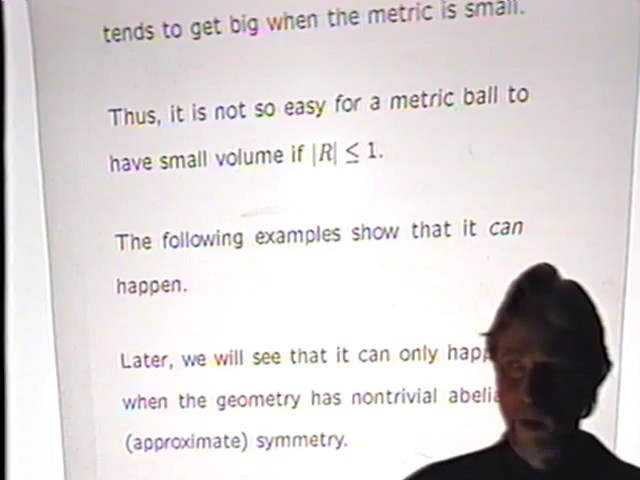 tends to get big when the metric is small.
Thus, it is not so easy for a metric ball to
have small volume if |R| ≤ 1.
The following examples show that it can
happen.
Later, we will see that it can only
when the geometry has nontrivial
(approximate) symmetry.